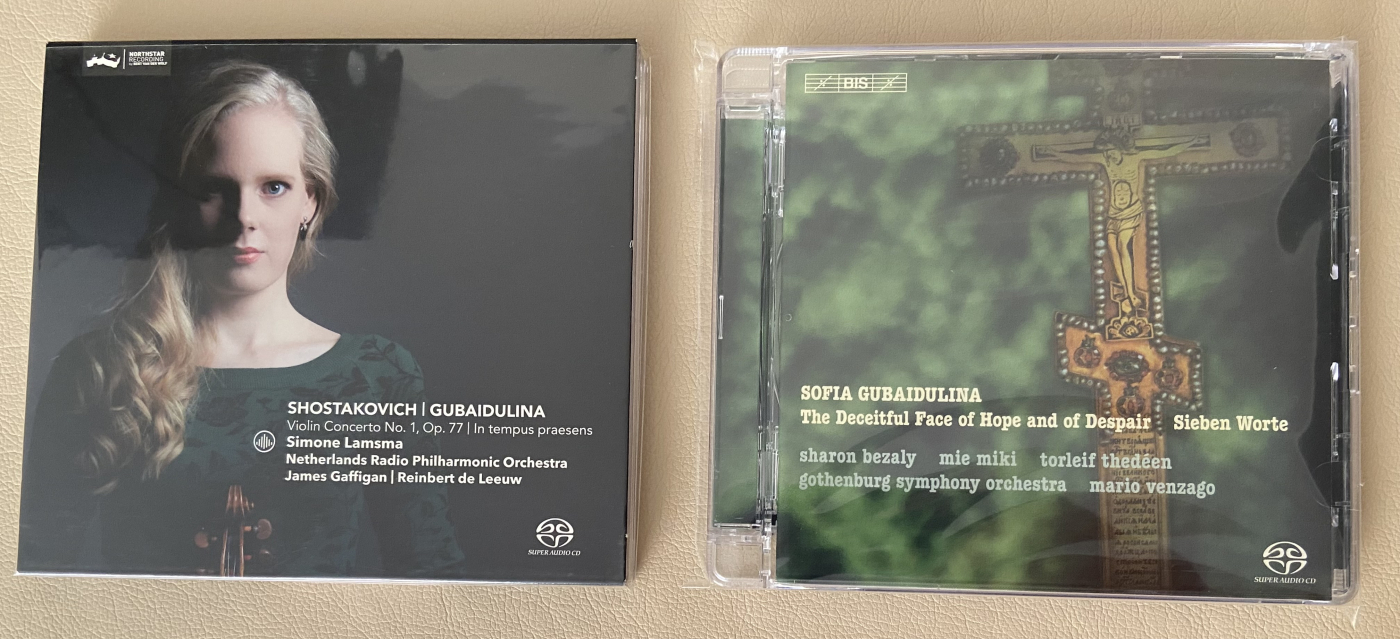 NORTHSTAR
RECORDING
SHOSTAKOVICH | GUBAIDULINA
Violin Concerto No. 1, Op. 77 | In tempus praesens
Simone Lamsma
Netherlands Radio Philharmonic Orchestra
James Gaffigan | Reinbert de Leeuw
SUPER AUDIO CD
BIS
SOFIA GUBAIDULINA
The Deceitful Face of Hope and of Despair Sieben Worte
sharon bezaly mie miki torleif thedéen
gothenburg symphony orchestra mario venzago
SUPER AUDIO CD